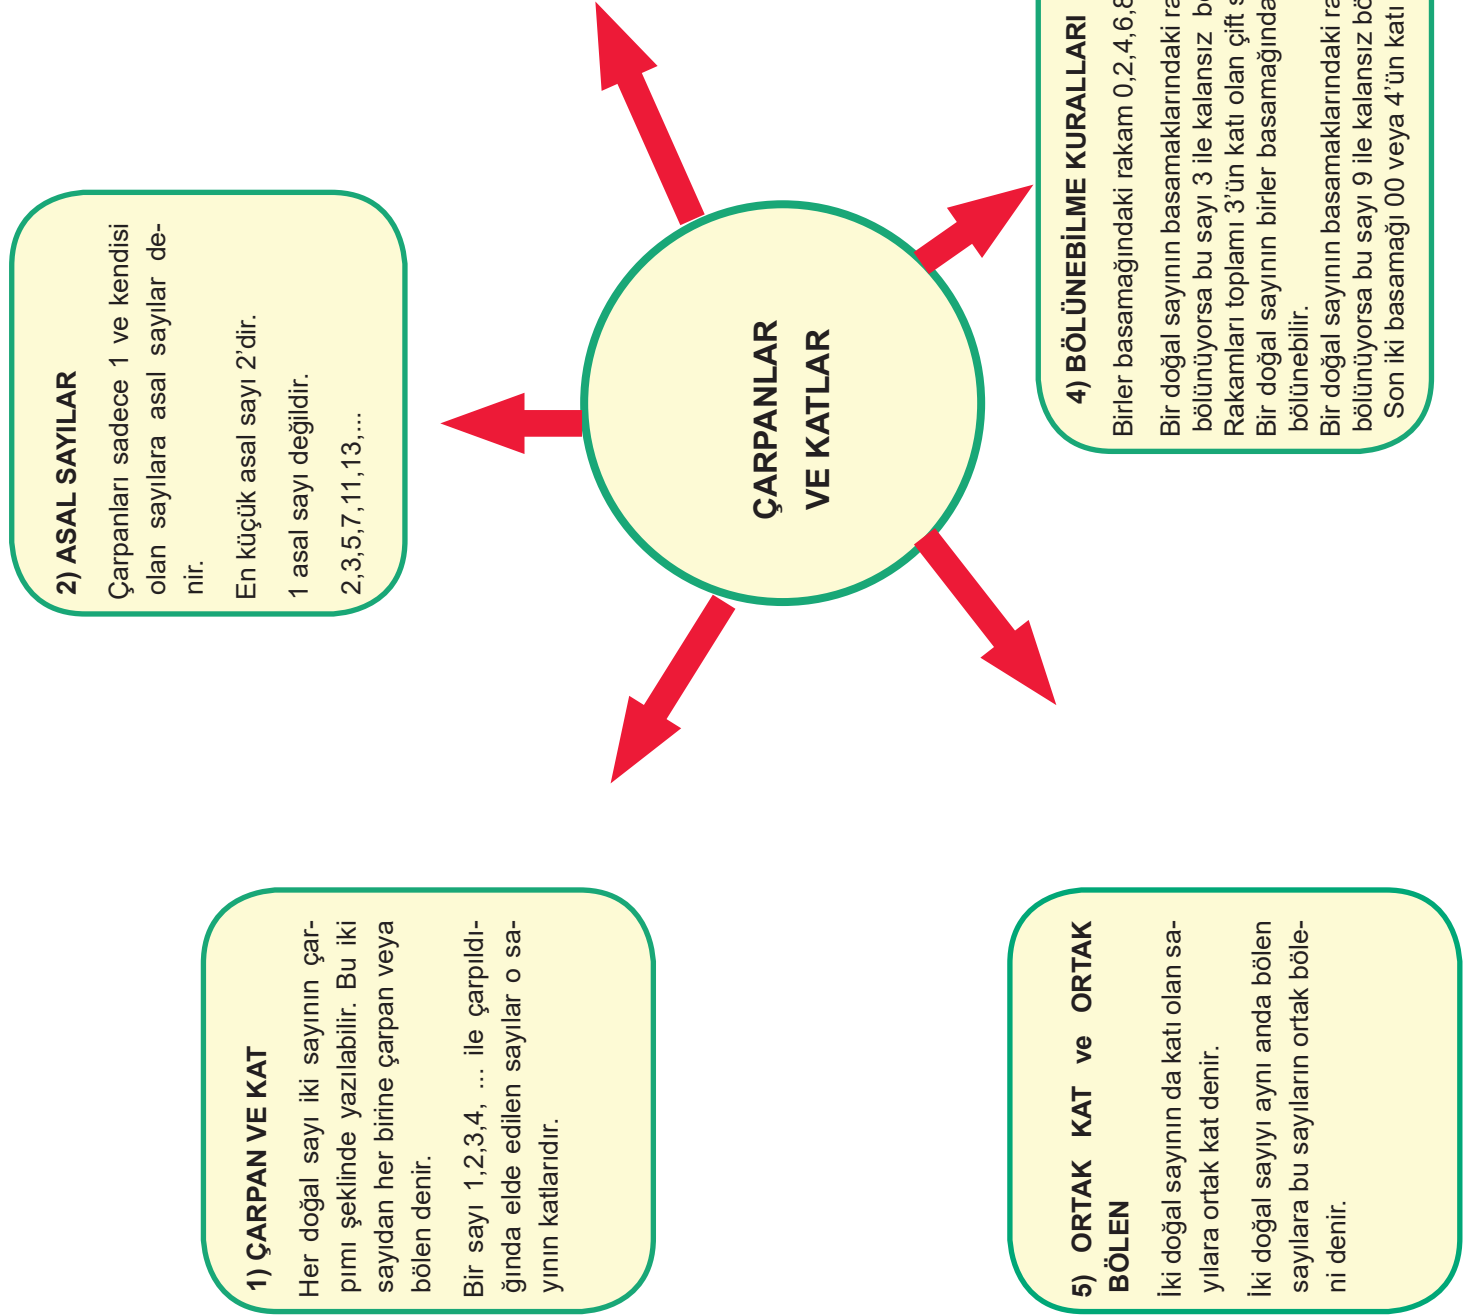 1) ÇARPAN VE KAT
Her doğal sayı iki sayının çar-
pımı şeklinde yazılabilir. Bu iki
sayıdan her birine çarpan veya
bölen denir.
Bir sayı 1,2,3,4, ... ile çarpıldı-
ğında elde edilen sayılar o sa-
yının katlarıdır.
2) ASAL SAYILAR
Çarpanları sadece 1 ve kendisi
olan sayılara asal sayılar de-
nir.
En küçük asal sayı 2’dir.
1 asal sayı değildir.
2,3,5,7,11,13,...
ÇARPANLAR
VE KATLAR
4) BÖLÜNEBİLME KURALLARI
Birler basamağındaki rakam 0,2,4,6,8
Bir doğal sayının basamaklarındaki
bölünüyorsa bu sayı 3 ile kalansız
Rakamları toplamı 3’ün katı olan çift
Bir doğal sayının birler basamağında
bölünebilir.
Bir doğal sayının basamaklarındaki
bölünüyorsa bu sayı 9 ile kalansız
Son iki basamağı 00 veya 4’ün katı
5) ORTAK KAT ve ORTAK
BÖLEN
İki doğal sayının da katı olan sa-
yılara ortak kat denir.
İki doğal sayıyı aynı anda bölen
sayılara bu sayıların ortak böle-
ni denir.